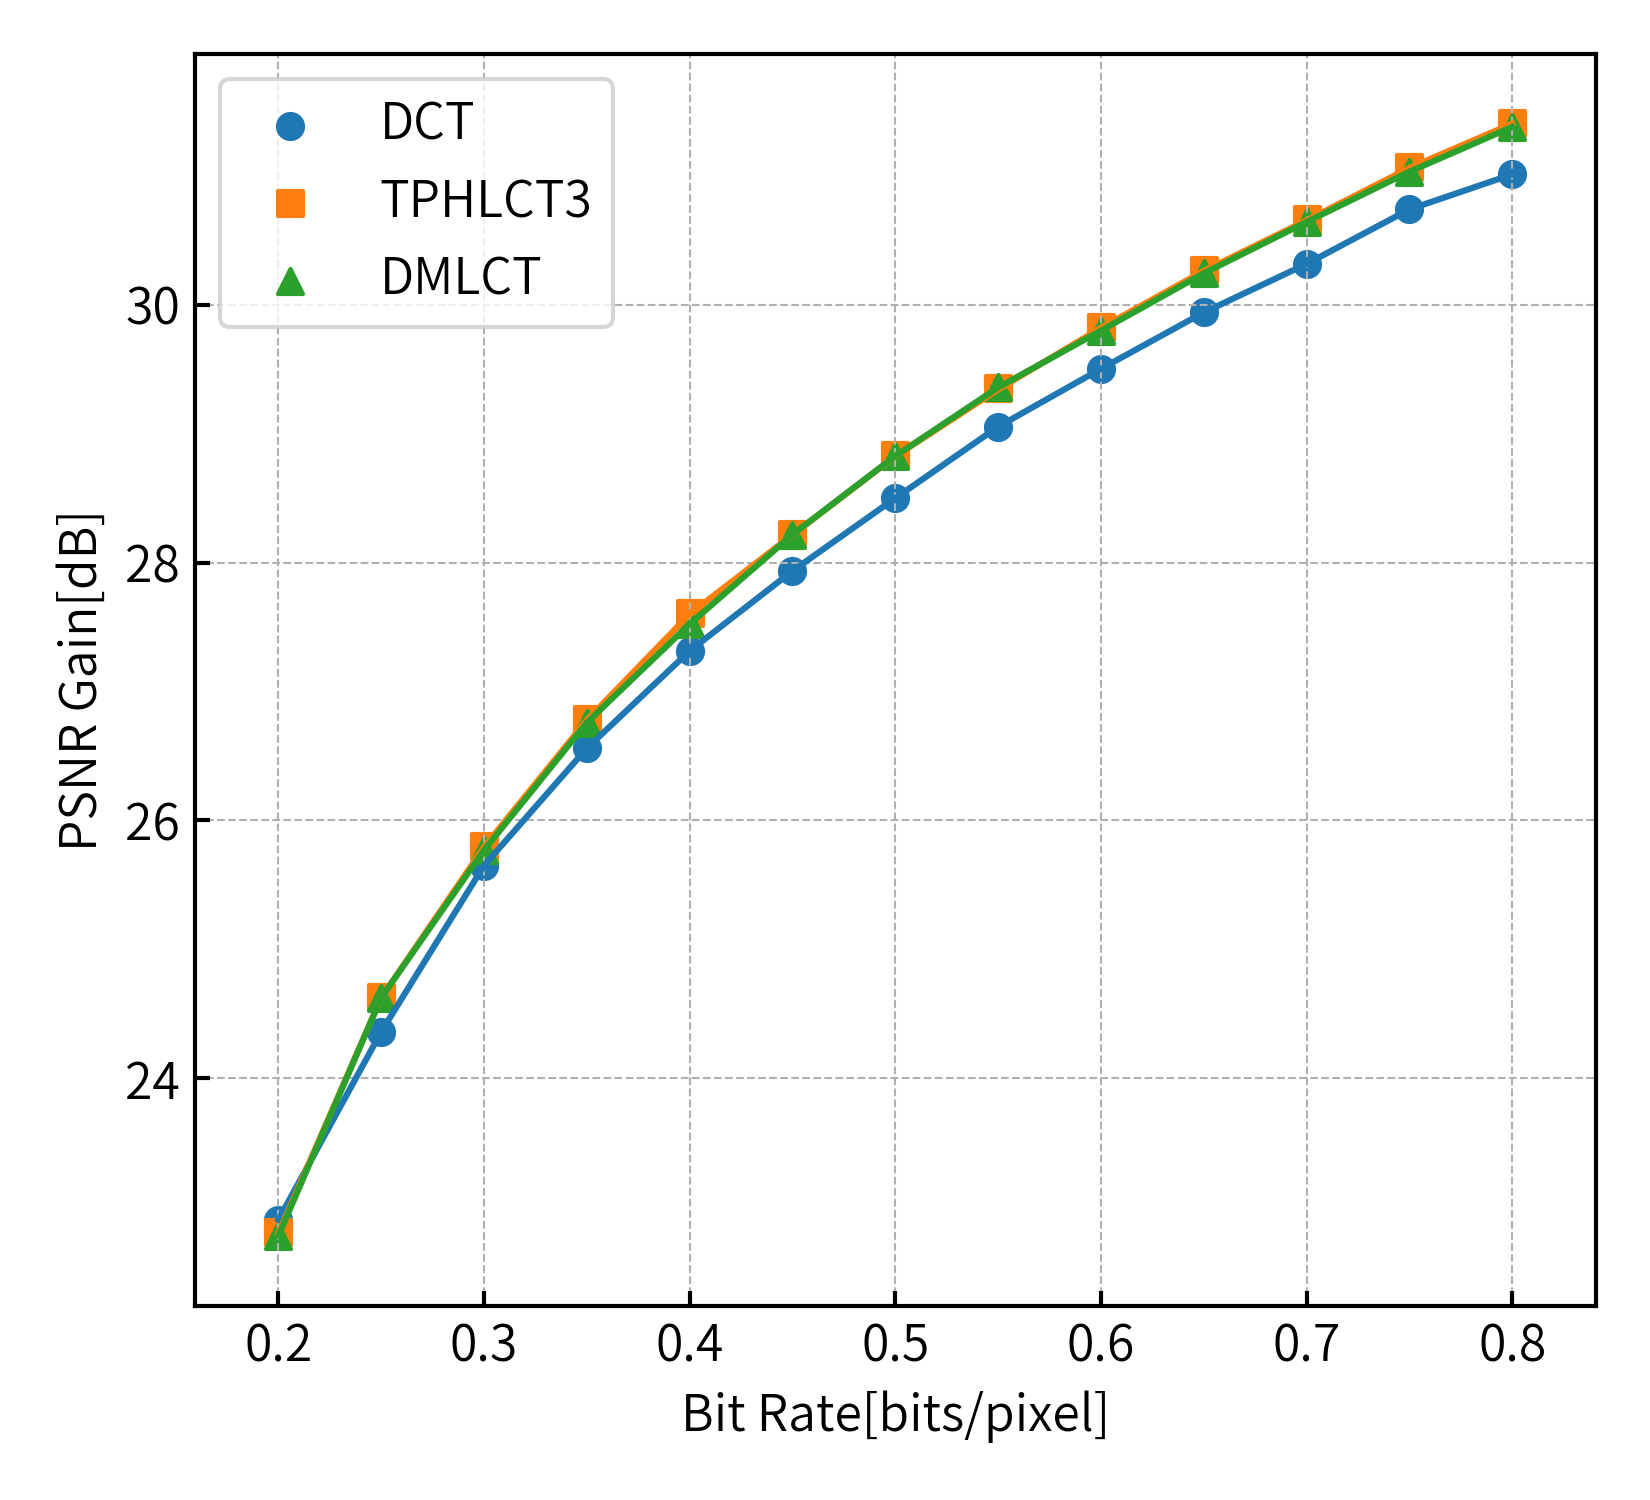 DCT
TPHLCT3
DMLCT
30
28
26
24
PSNR Gain[dB]
0.2 0.3 0.4 0.5 0.6 0.7 0.8
Bit Rate[bits/pixel]